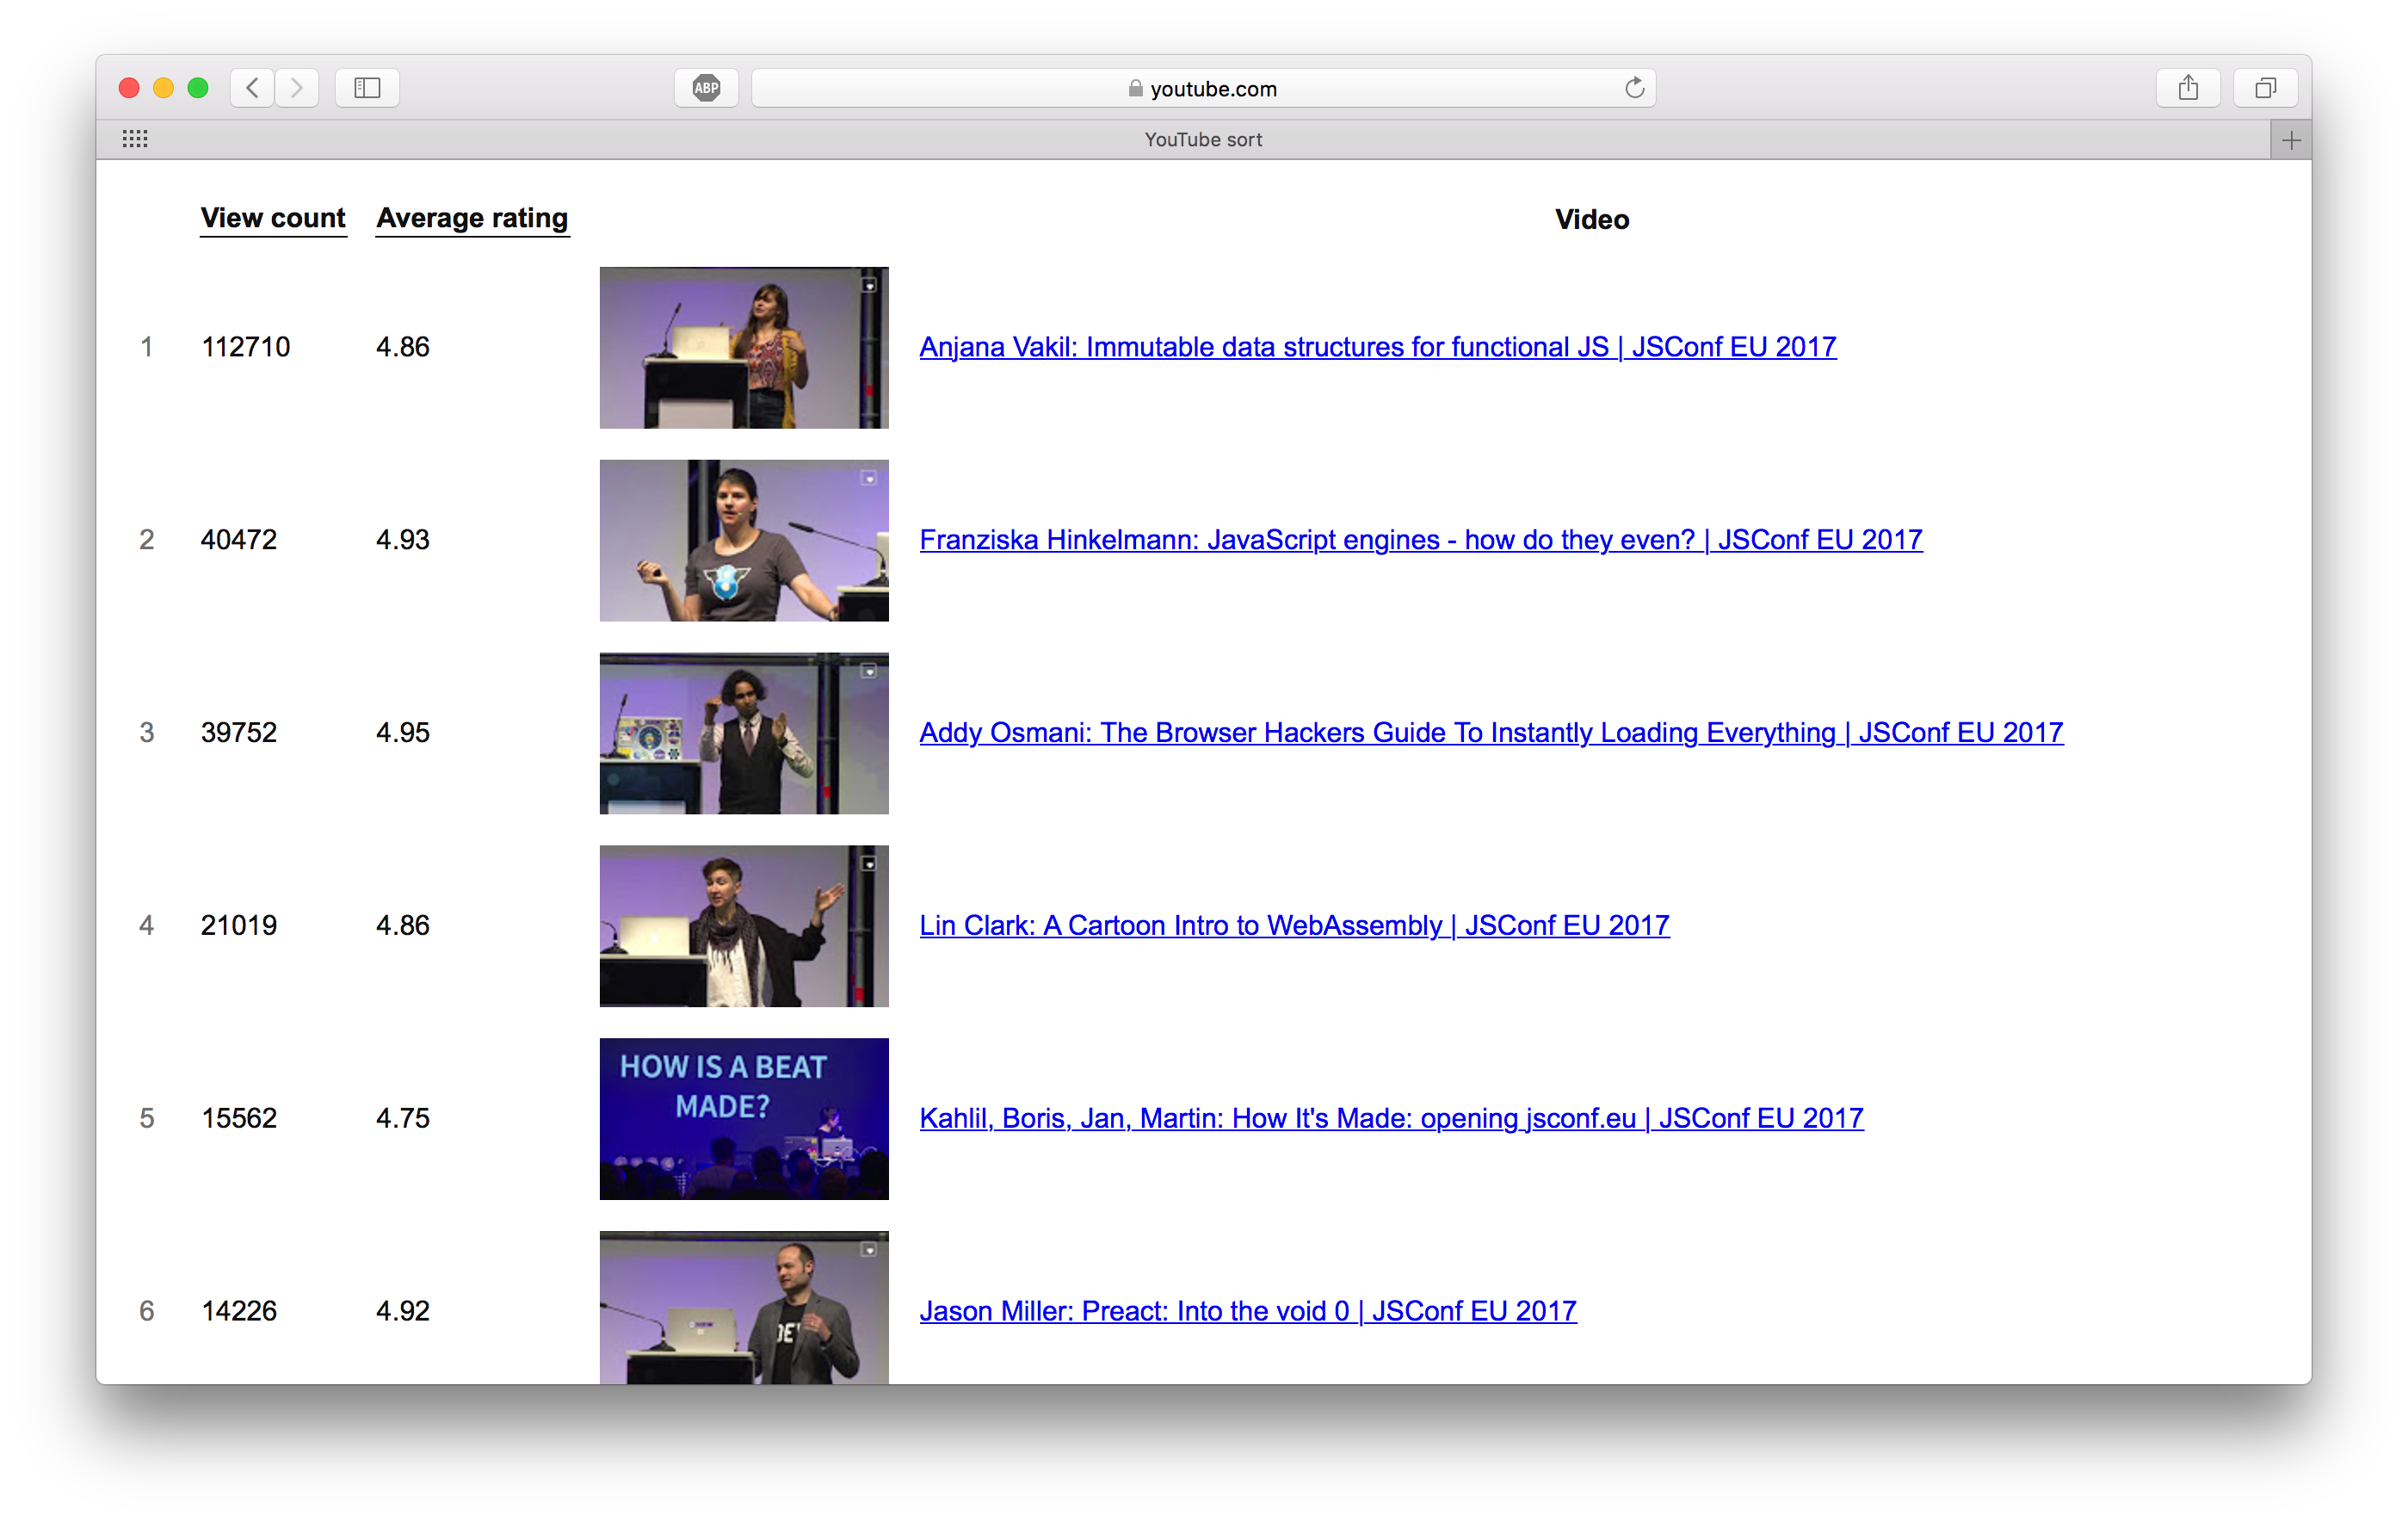 ABP
youtube.com
YouTube sort
View count Average rating Video
1 112710 4.86 Anjana Vakil: Immutable data structures for functional JS | JSConf EU 2017
2 40472 4.93 Franziska Hinkelmann: JavaScript engines - how do they even? | JSConf EU 2017
3 39752 4.95 Addy Osmani: The Browser Hackers Guide To Instantly Loading Everything | JSConf EU 2017
4 21019 4.86 Lin Clark: A Cartoon Intro to WebAssembly | JSConf EU 2017
HOW IS A BEAT
MADE?
5 15562 4.75 Kahlil, Boris, Jan, Martin: How It's Made: opening jsconf.eu | JSConf EU 2017
6 14226 4.92 Jason Miller: Preact: Into the void 0 | JSConf EU 2017